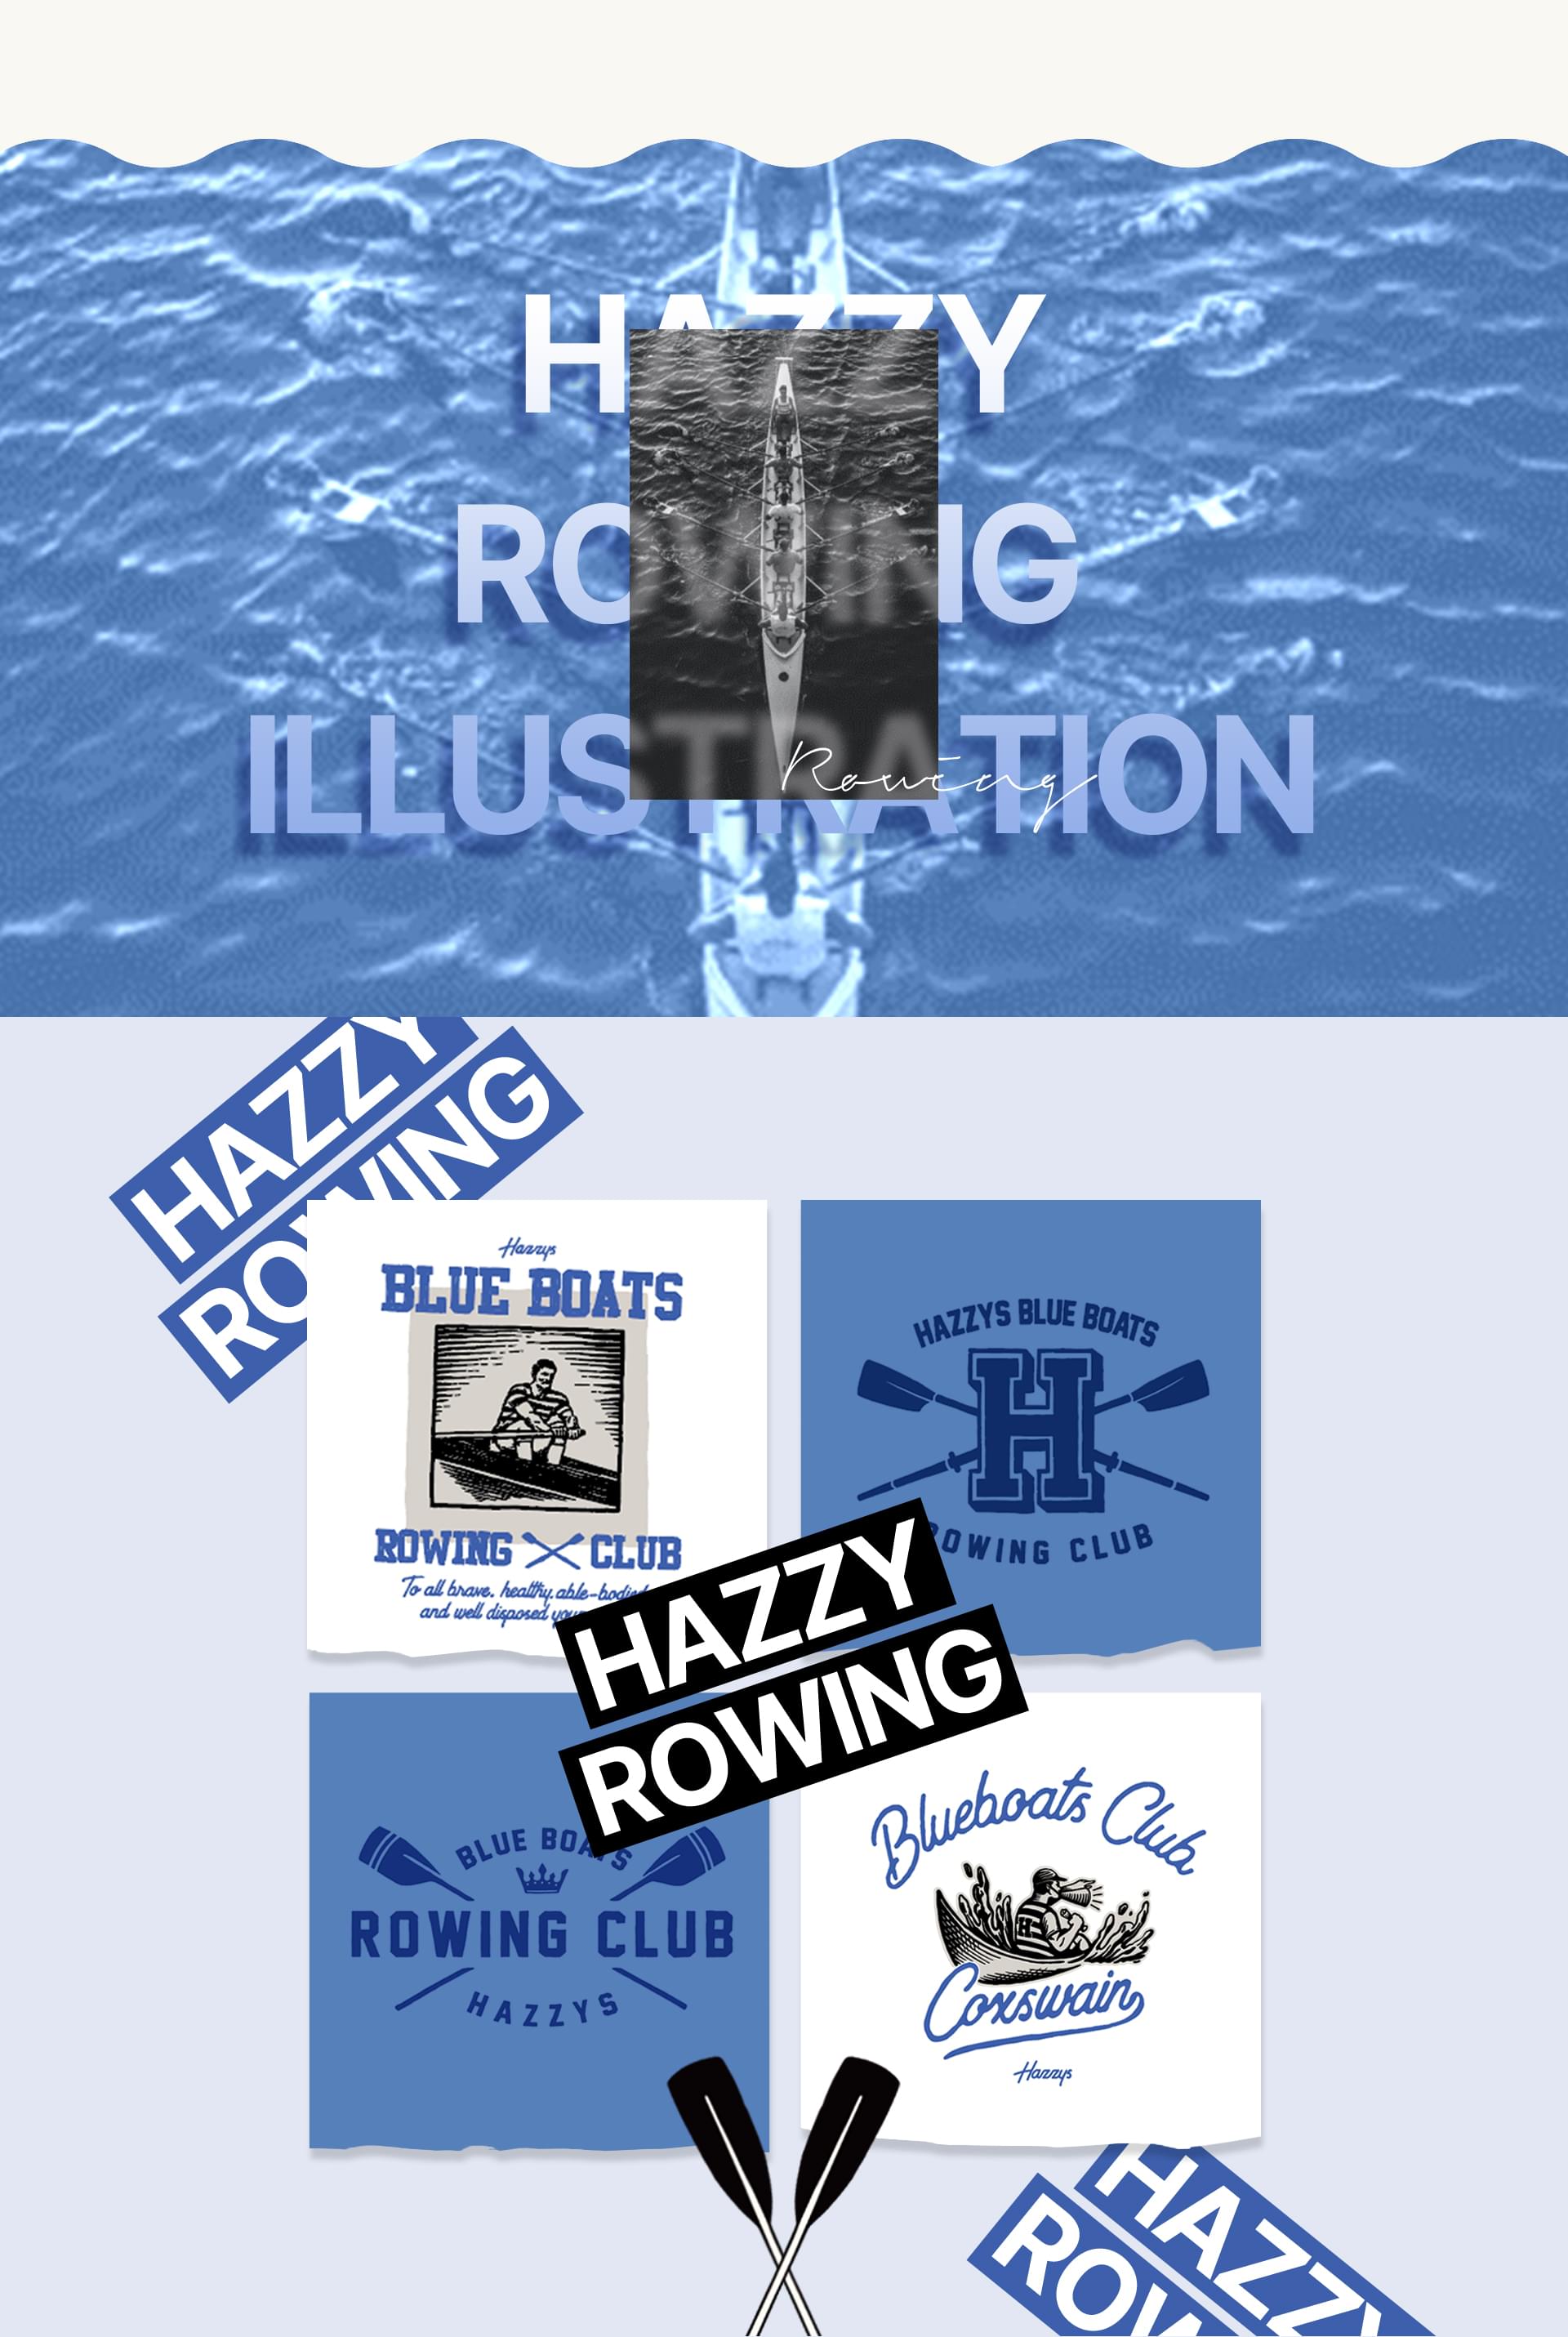 HAZZY
ROWING
ILLUSTRATION
Rowing
HAZZY
ROWING
Hazzys
BLUE BOATS
ROWING CLUB
To all brave, healthy, able-bodied
and well disposed
HAZZYS BLUE BOATS
H
ROWING CLUB
HAZZY
ROWING
BLUE BOATS
ROWING CLUB
HAZZYS
Blueboats Club
H
Coxswain
Hazzys
HAZZY
ROW